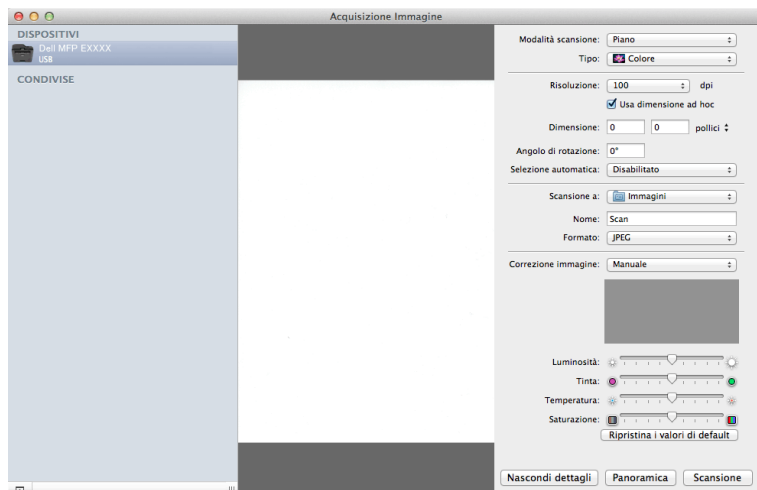 Acquisizione Immagine
DISPOSITIVI
Dell MFP EXXXX
USB
CONDIVISE
Modalità scansione: Piano
Tipo: Colore
Risoluzione: 100 dpi
Usa dimensione ad hoc
Dimensione: 0 0 pollici
Angolo di rotazione: 0°
Selezione automatica: Disabilitato
Scansione a: Immagini
Nome: Scan
Formato: JPEG
Correzione immagine: Manuale
Luminosità:
Tinta:
Temperatura:
Saturazione:
Ripristina i valori di default
Nascondi dettagli Panoramica Scansione